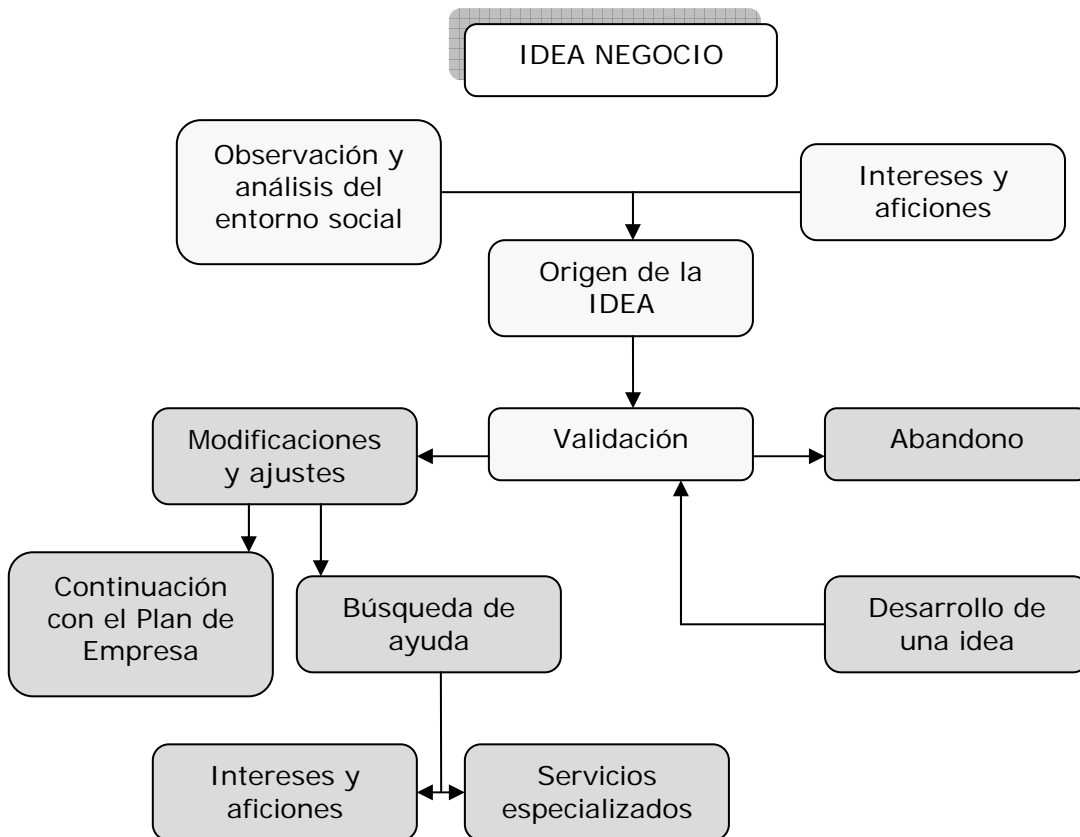 IDEA NEGOCIO
Observación y
análisis del
entorno social
Intereses y
aficiones
Origen de la
IDEA
Modificaciones
y ajustes
Validación
Abandono
Continuación
con el Plan de
Empresa
Búsqueda de
ayuda
Desarrollo de
una idea
Intereses y
aficiones
Servicios
especializados